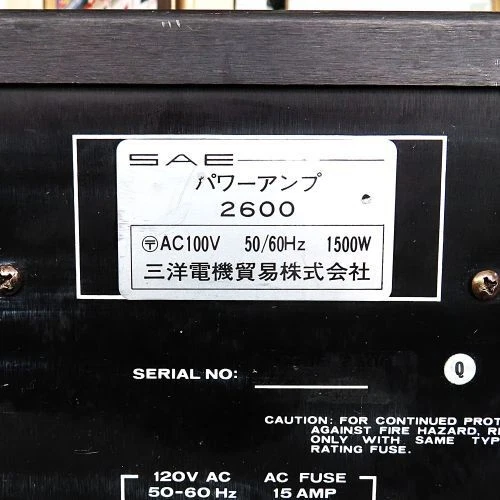 SAE
パワーアンプ
2600
〶AC100V 50/60Hz 1500W
三洋電機貿易株式会社
SERIAL NO:
Q
CAUTION: FOR CONTINUED PROT
AGAINST FIRE HAZARD, RE
ONLY WITH SAME TYP
RATING FUSE.
120V AC AC FUSE
50-60 Hz 15 AMP